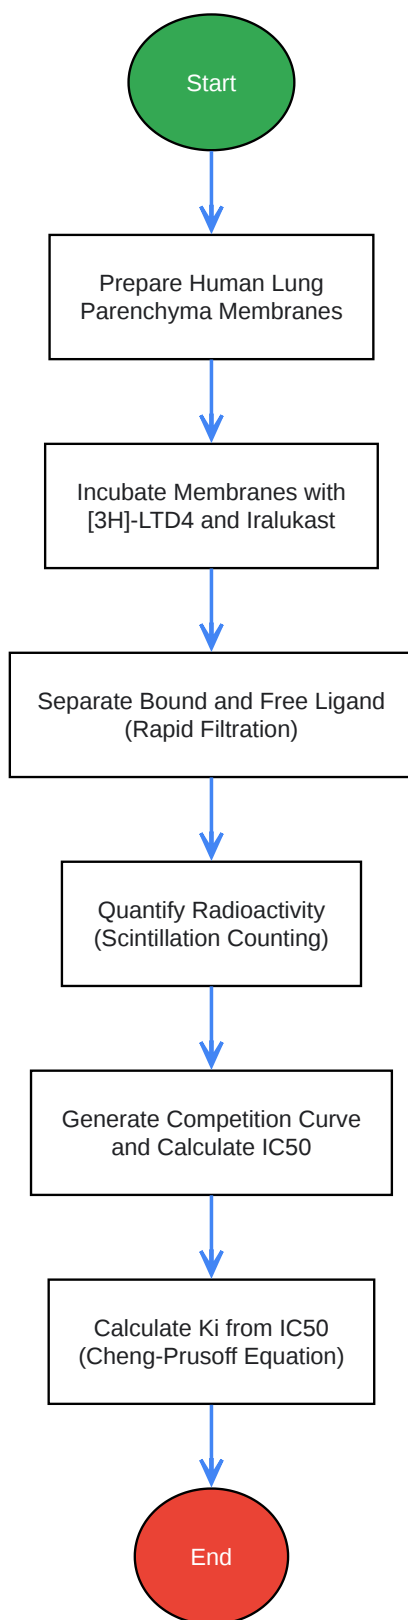 Start
Prepare Human Lung
Parenchyma Membranes
Incubate Membranes with
[3H]-LTD4 and Iralukast
Separate Bound and Free Ligand
(Rapid Filtration)
Quantify Radioactivity
(Scintillation Counting)
Generate Competition Curve
and Calculate IC50
Calculate Ki from IC50
(Cheng-Prusoff Equation)
End